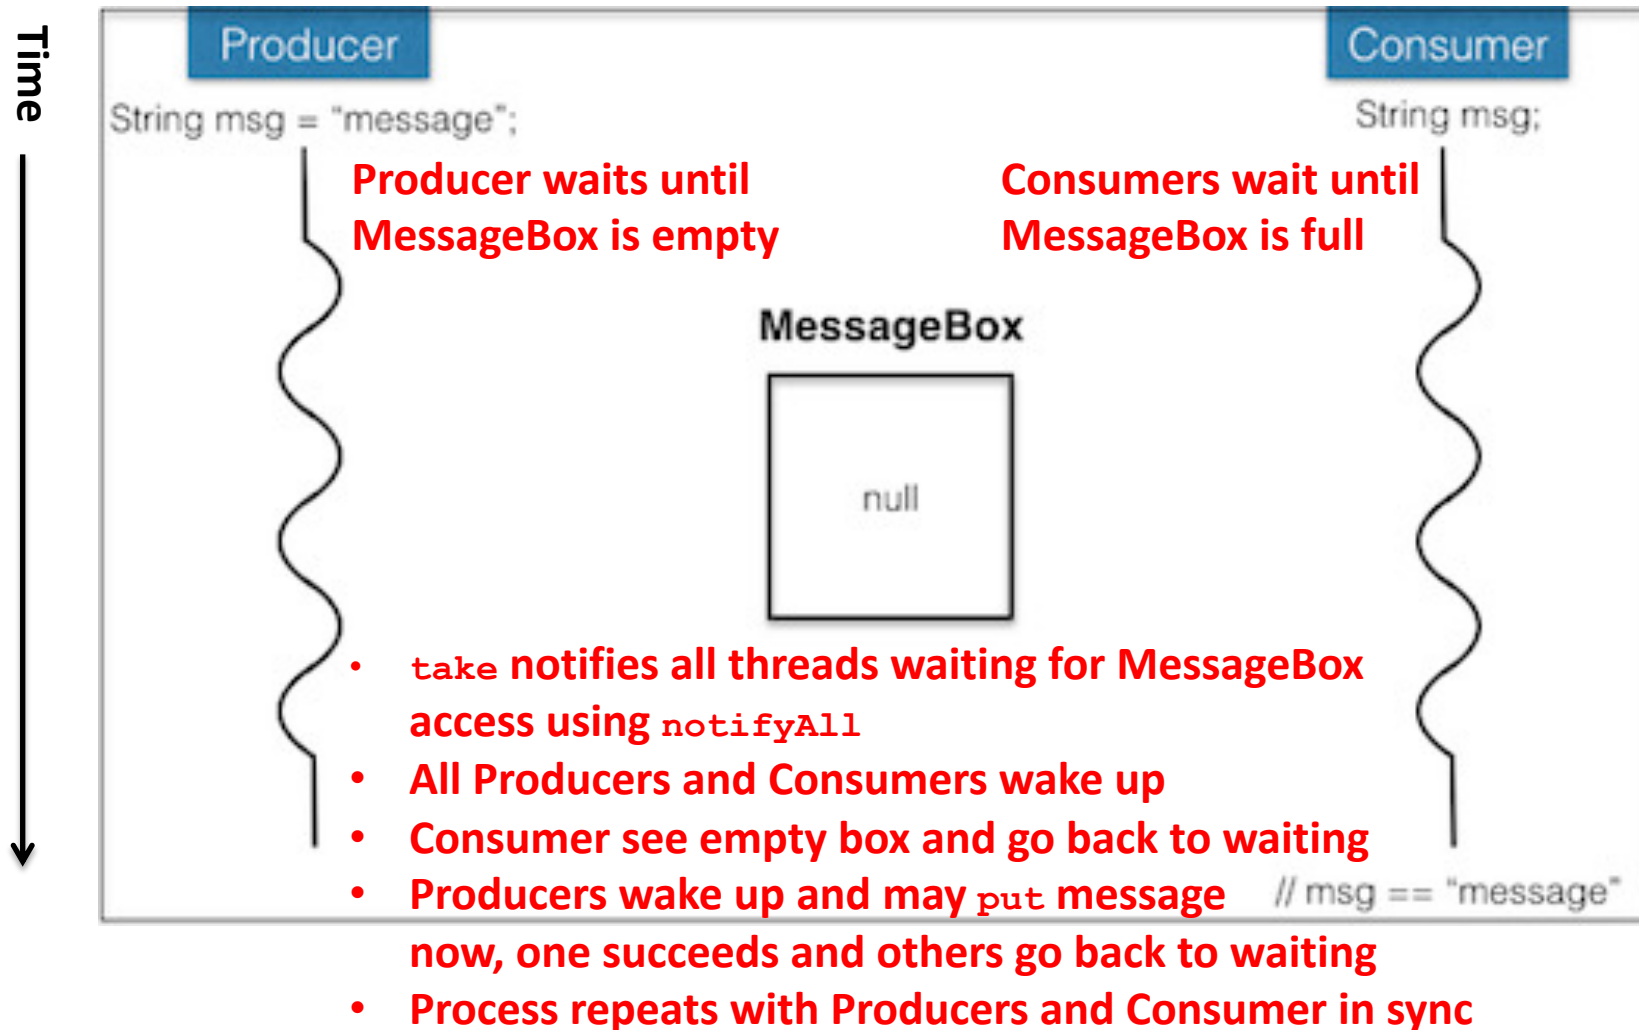 Time
Producer
Consumer
String msg = "message";
String msg;
Producer waits until
MessageBox is empty
Consumers wait until
MessageBox is full
MessageBox
null
• take notifies all threads waiting for MessageBox
access using notifyAll
• All Producers and Consumers wake up
• Consumer see empty box and go back to waiting
• Producers wake up and may put message
// msg == "message"
now, one succeeds and others go back to waiting
• Process repeats with Producers and Consumer in sync